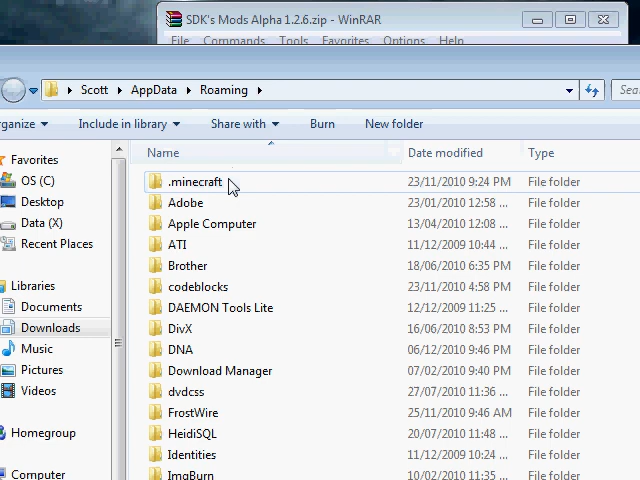 SDK's Mods Alpha 1.2.6.zip - WinRAR
File Commands Tools Favorites Options Help
Scott AppData Roaming
Sea
rganize Include in library Share with Burn New folder
Name Date modified Type
Favorites
OS (C)
Desktop
Data (X)
Recent Places
Libraries
Documents
Downloads
Music
Pictures
Videos
Homegroup
Computer
.minecraft 23/11/2010 9:24 PM File folder
Adobe 23/01/2010 12:58 ... File folder
Apple Computer 13/04/2010 12:08 ... File folder
ATI 11/12/2009 10:44 ... File folder
Brother 18/06/2010 6:35 PM File folder
codeblocks 23/11/2010 4:58 PM File folder
DAEMON Tools Lite 12/12/2009 11:25 ... File folder
DivX 16/06/2010 8:53 PM File folder
DNA 06/12/2010 9:46 PM File folder
Download Manager 07/02/2010 9:40 PM File folder
dvdcss 27/07/2010 11:36 ... File folder
FrostWire 25/11/2010 9:46 AM File folder
HeidiSQL 20/07/2010 11:48 ... File folder
Identities 11/12/2009 10:24 ... File folder
ImgBurn 10/02/2010 11:35 ... File folder